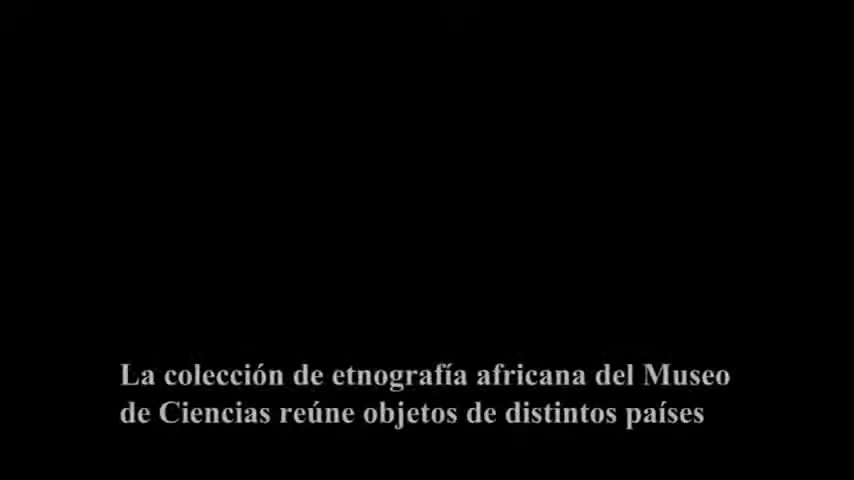 La colección de etnografía africana del Museo
de Ciencias reúne objetos de distintos países